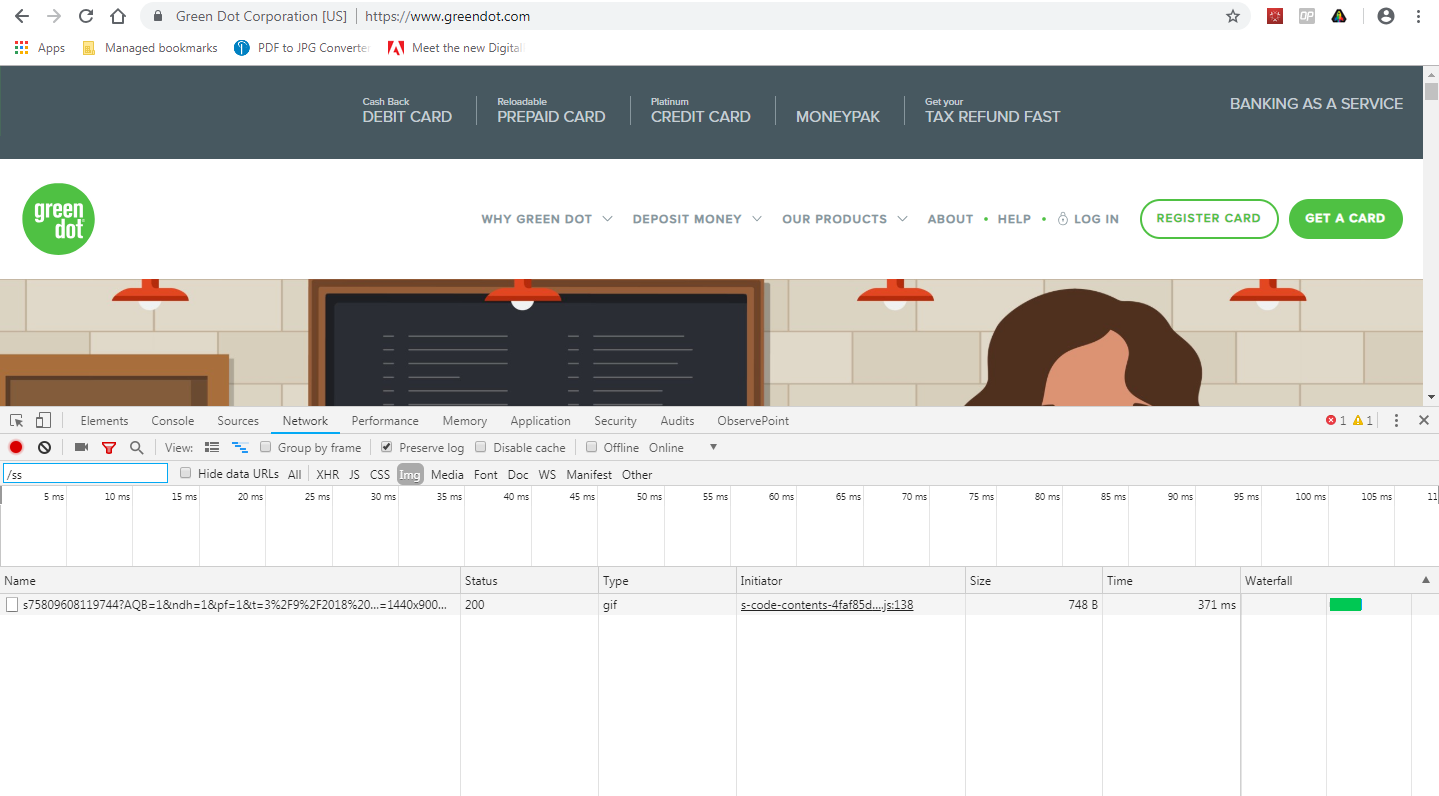 Green Dot Corporation [US] | https://www.greendot.com
Apps Managed bookmarks PDF to JPG Converte Meet the new Digital
Cash Back Reloadable Platinum Get your
DEBIT CARD PREPAID CARD CREDIT CARD MONEYPAK TAX REFUND FAST BANKING AS A SERVICE
green
dot
WHY GREEN DOT DEPOSIT MONEY OUR PRODUCTS ABOUT • HELP • LOG IN REGISTER CARD GET A CARD
Elements Console Sources Network Performance Memory Application Security Audits ObservePoint 1 1
View: Group by frame Preserve log Disable cache Offline Online
/ss Hide data URLs All XHR JS CSS Img Media Font Doc WS Manifest Other
5 ms 10 ms 15 ms 20 ms 25 ms 30 ms 35 ms 40 ms 45 ms 50 ms 55 ms 60 ms 65 ms 70 ms 75 ms 80 ms 85 ms 90 ms 95 ms 100 ms 105 ms 11
Name Status Type Initiator Size Time Waterfall
s75809608119744?AQB=1&ndh=1&pf=1&t=3%2F9%2F2018%20...=1440x900... 200 gif s-code-contents-4faf85d....js:138 748 B 371 ms